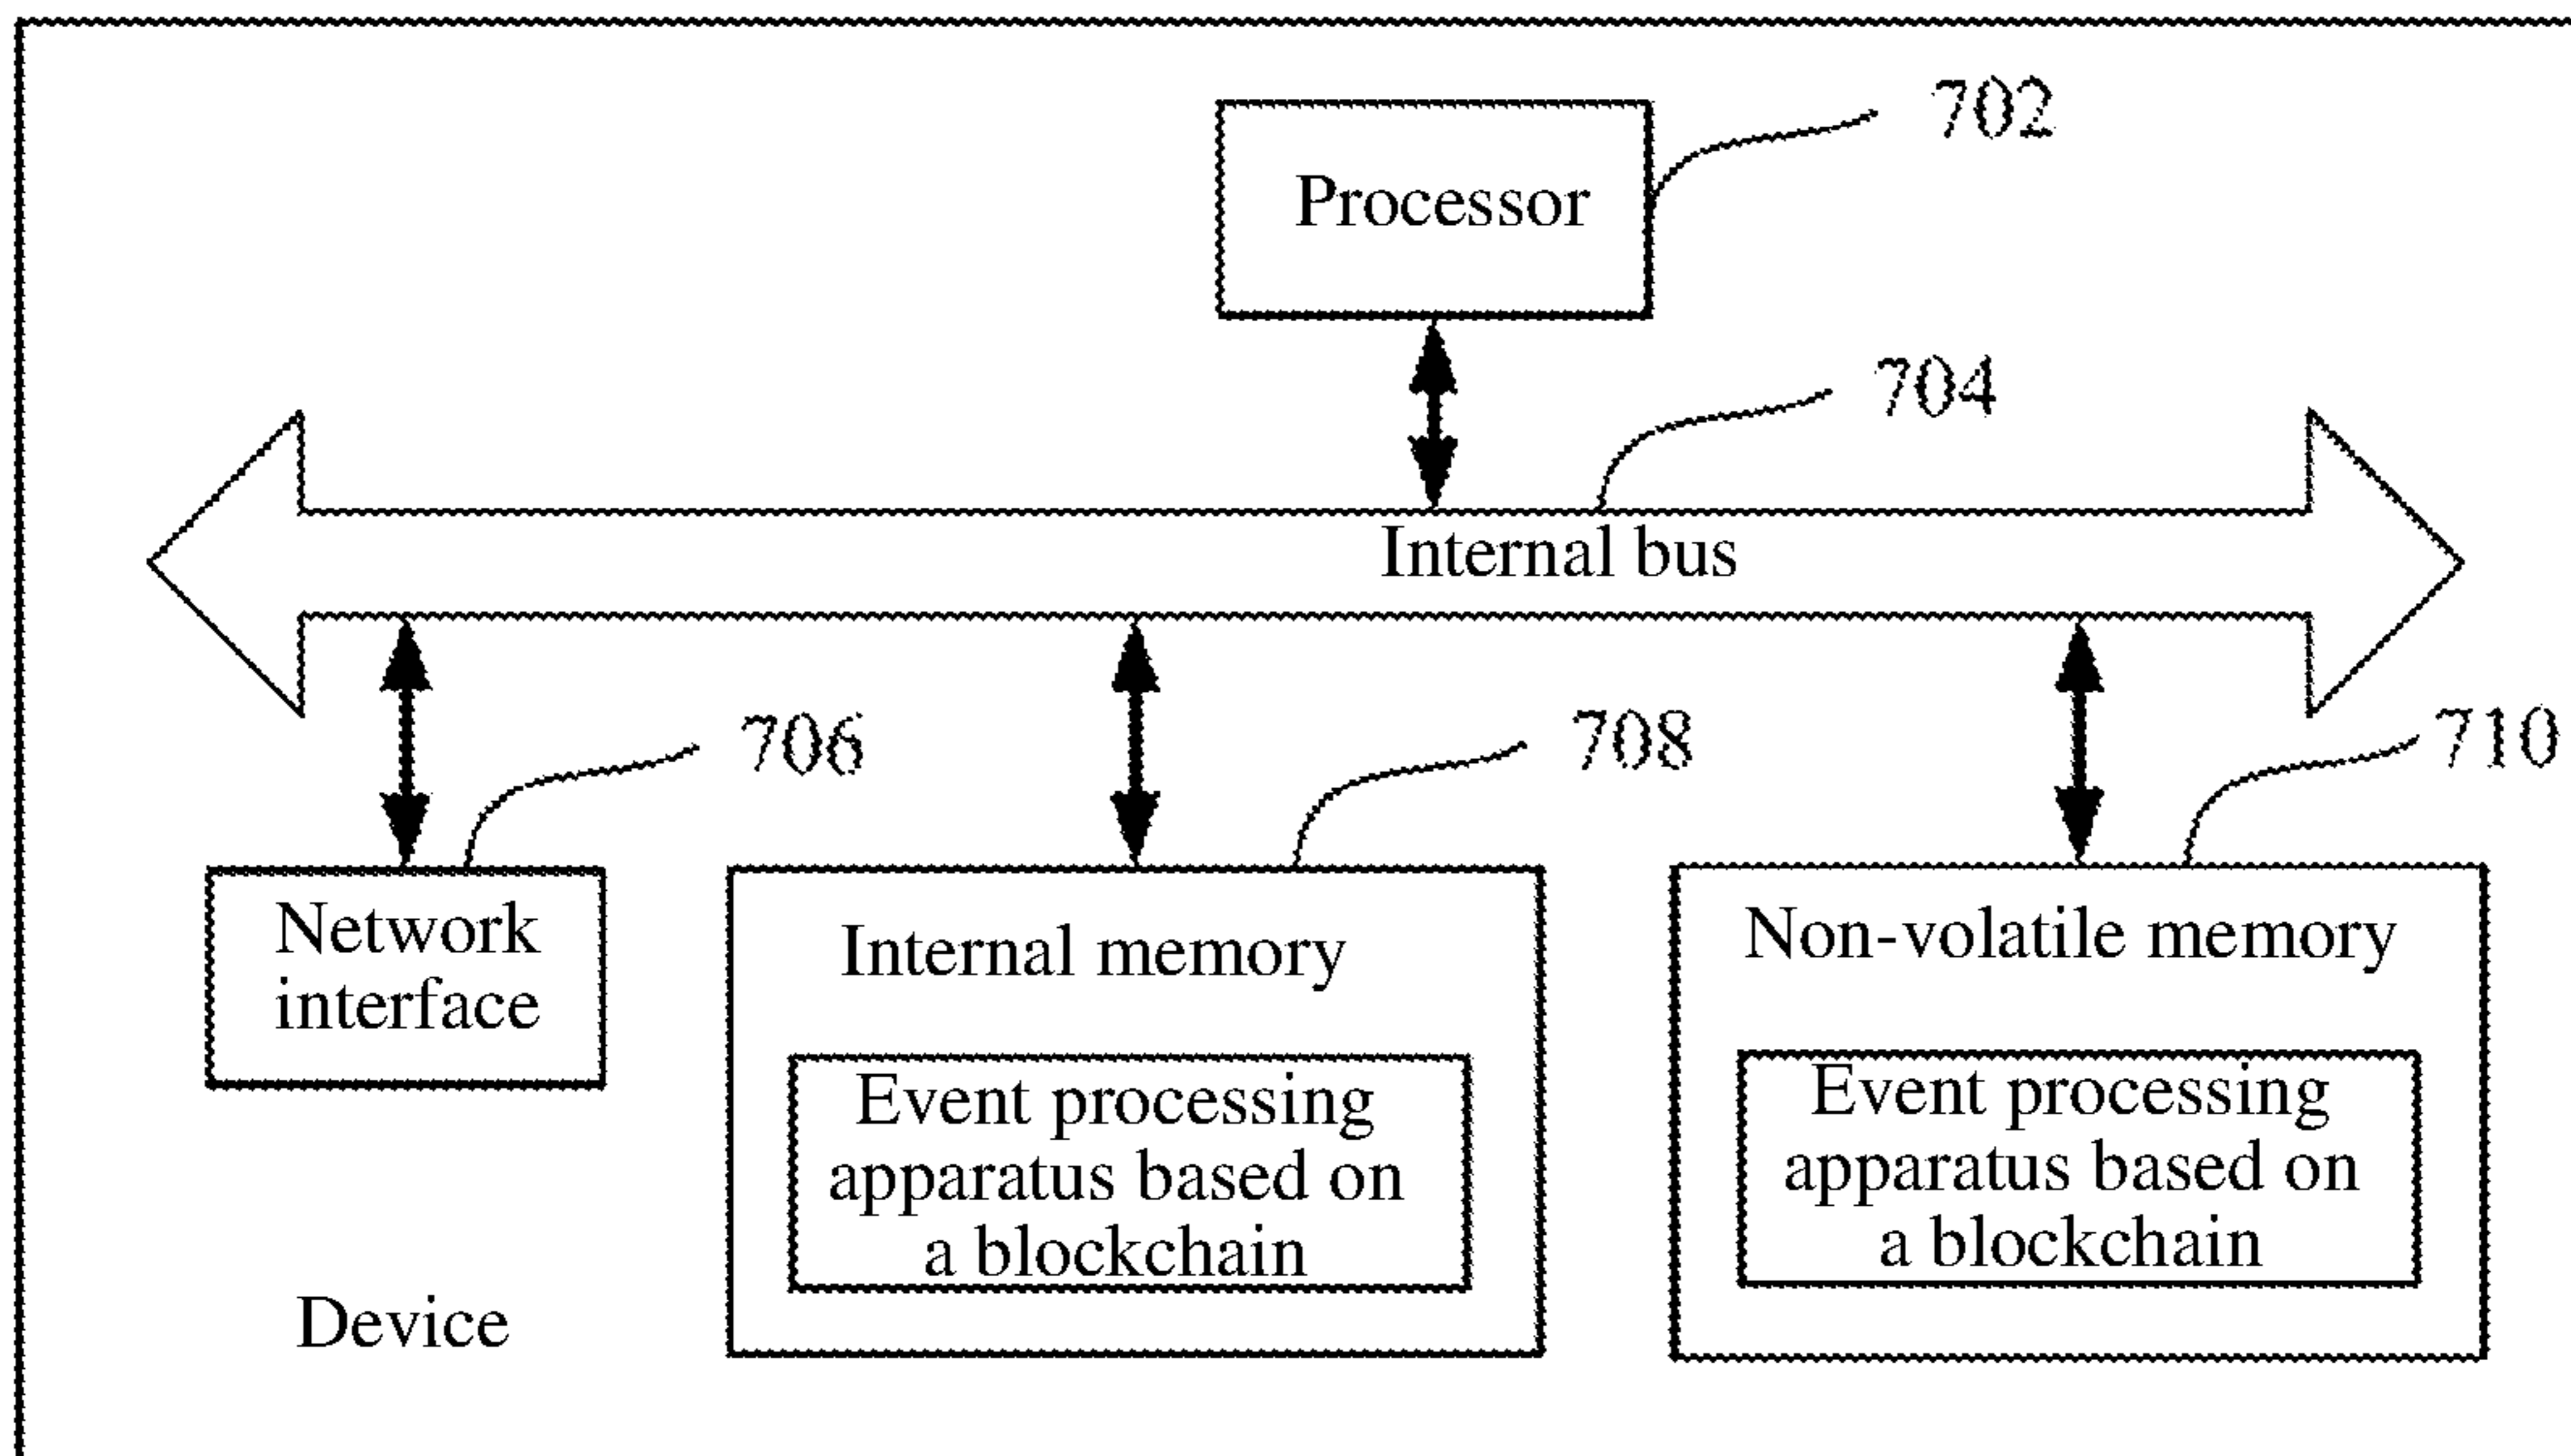 702
Processor
704
Internal bus
706
708
710
Network
interface
Internal memory
Event processing
apparatus based on
a blockchain
Non-volatile memory
Event processing
apparatus based on
a blockchain
Device